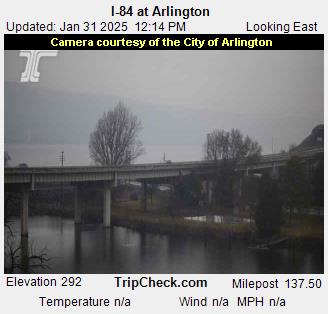 I-84 at Arlington
Updated: Jan 31 2025 12:14 PM Looking East
Camera courtesy of the City of Arlington
Elevation 292 TripCheck.com Milepost 137.50
Temperature n/a Wind n/a MPH n/a